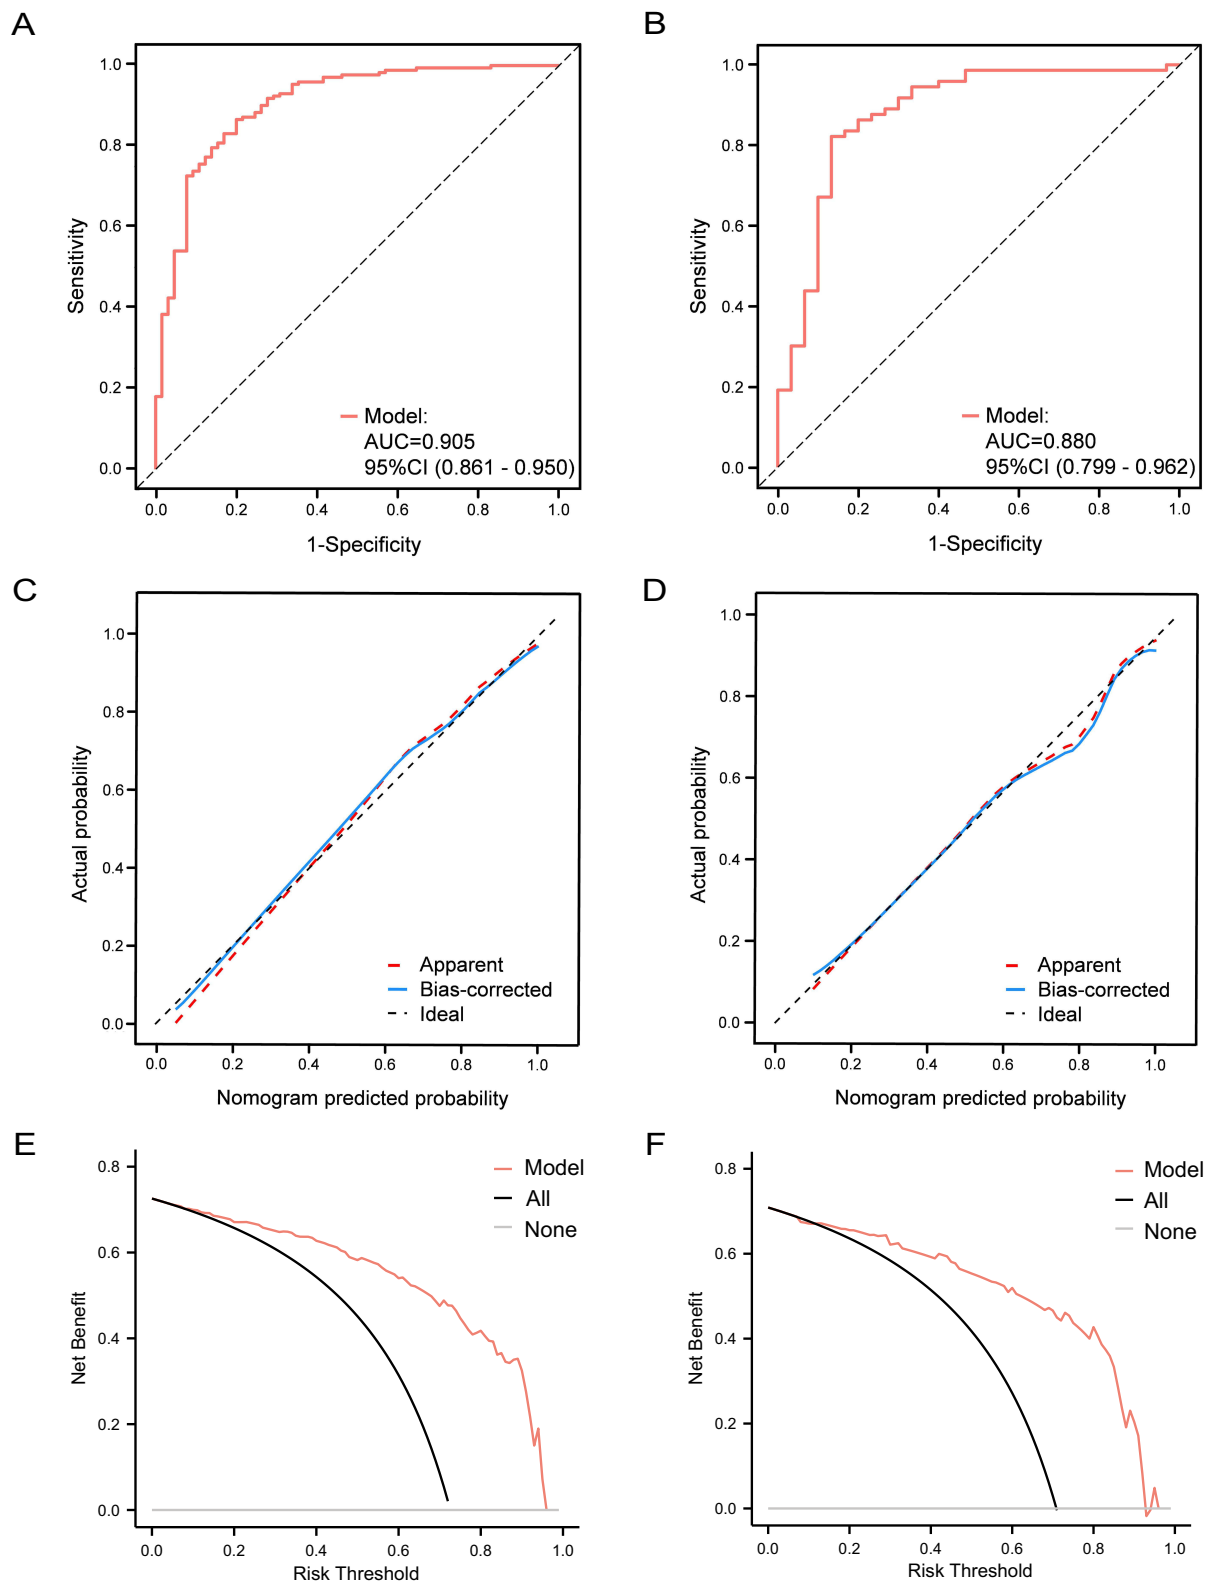 A
1.0
0.8
0.6
0.4
0.2
0.0
Sensitivity
Model:
AUC=0.905
95%CI (0.861 - 0.950)
0.0 0.2 0.4 0.6 0.8 1.0
1-Specificity
B
1.0
0.8
0.6
0.4
0.2
0.0
Sensitivity
Model:
AUC=0.880
95%CI (0.799 - 0.962)
0.0 0.2 0.4 0.6 0.8 1.0
1-Specificity
C
1.0
0.8
0.6
0.4
0.2
0.0
Actual probability
Apparent
Bias-corrected
Ideal
0.0 0.2 0.4 0.6 0.8 1.0
Nomogram predicted probability
D
1.0
0.8
0.6
0.4
0.2
0.0
Actual probability
Apparent
Bias-corrected
Ideal
0.0 0.2 0.4 0.6 0.8 1.0
Nomogram predicted probability
E
0.8
0.6
0.4
0.2
0.0
Net Benefit
Model
All
None
0.0 0.2 0.4 0.6 0.8 1.0
Risk Threshold
F
0.8
0.6
0.4
0.2
0.0
Net Benefit
Model
All
None
0.0 0.2 0.4 0.6 0.8 1.0
Risk Threshold